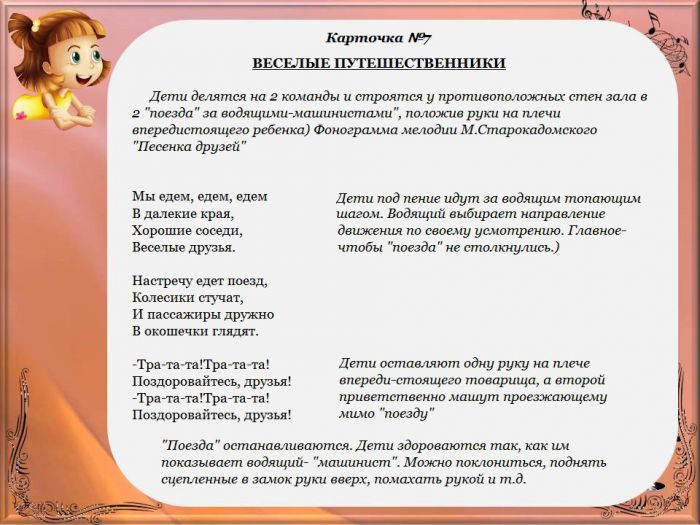 Карточка №7
ВЕСЕЛЫЕ ПУТЕШЕСТВЕННИКИ
Дети делятся на 2 команды и строятся у противоположных стен зала в
2 "поезда" за водящими-машинистами", положив руки на плечи
впередистоящего ребенка) Фонограмма мелодии М.Старокадомского
"Песенка друзей"
Мы едем, едем, едем
В далекие края,
Хорошие соседи,
Веселые друзья.
Дети под пение идут за водящим топающим
шагом. Водящий выбирает направление
движения по своему усмотрению. Главное-
чтобы "поезда" не столкнулись.)
Настречу едет поезд,
Колесики стучат,
И пассажиры дружно
В окошечки глядят.
-Тра-та-та!Тра-та-та!
Поздоровайтесь, друзья!
-Тра-та-та!Тра-та-та!
Поздоровайтесь, друзья!
Дети оставляют одну руку на плече
впереди-стоящего товарища, а второй
приветственно машут проезжающему
мимо "поезду"
"Поезда" останавливаются. Дети здороваются так, как им
показывает водящий- "машинист". Можно поклониться, поднять
сцепленные в замок руки вверх, помахать рукой и т.д.